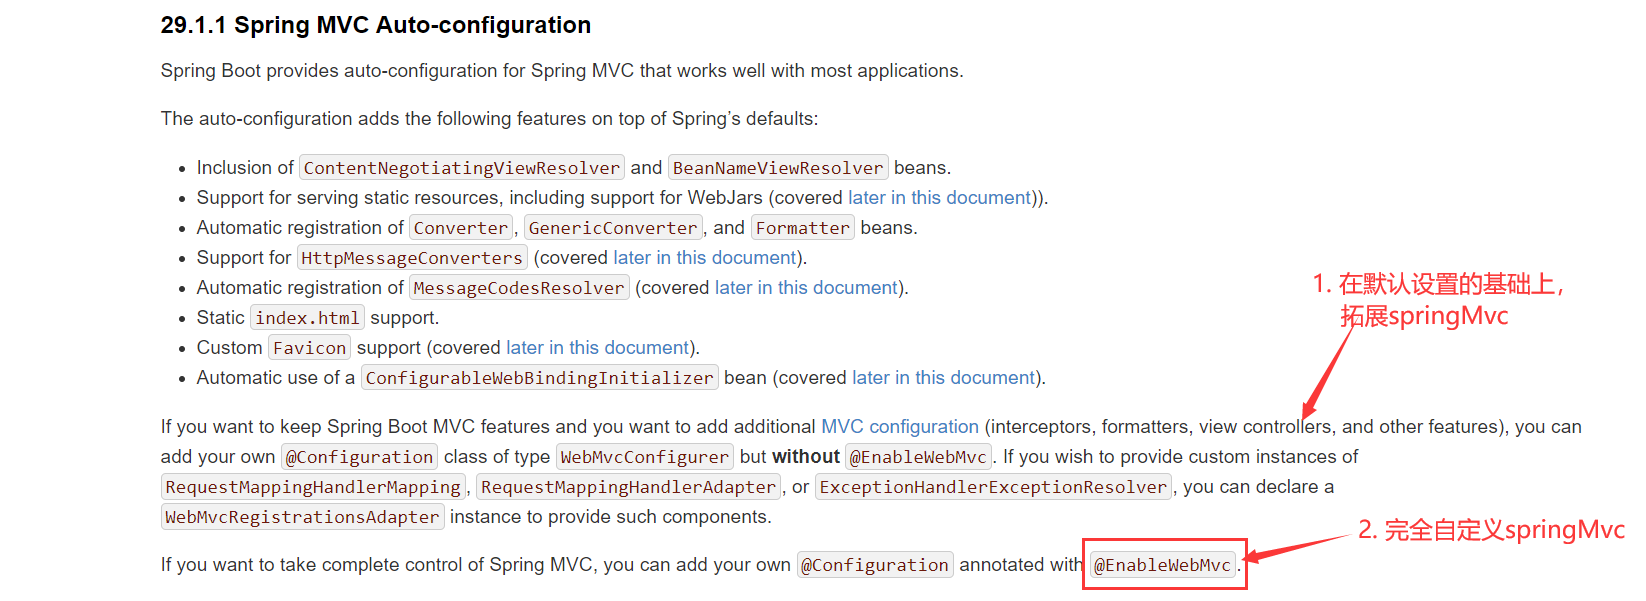 29.1.1 Spring MVC Auto-configuration
Spring Boot provides auto-configuration for Spring MVC that works well with most applications.
The auto-configuration adds the following features on top of Spring’s defaults:
• Inclusion of ContentNegotiatingViewResolver and BeanNameViewResolver beans.
• Support for serving static resources, including support for WebJars (covered later in this document)).
• Automatic registration of Converter, GenericConverter, and Formatter beans.
• Support for HttpMessageConverters (covered later in this document).
• Automatic registration of MessageCodesResolver (covered later in this document).
• Static index.html support.
• Custom Favicon support (covered later in this document).
• Automatic use of a ConfigurableWebBindingInitializer bean (covered later in this document).
1. 在默认设置的基础上，
拓展springMvc
If you want to keep Spring Boot MVC features and you want to add additional MVC configuration (interceptors, formatters, view controllers, and other features), you can
add your own @Configuration class of type WebMvcConfigurer but without @EnableWebMvc. If you wish to provide custom instances of
RequestMappingHandlerMapping, RequestMappingHandlerAdapter, or ExceptionHandlerExceptionResolver, you can declare a
WebMvcRegistrationsAdapter instance to provide such components.
2. 完全自定义springMvc
If you want to take complete control of Spring MVC, you can add your own @Configuration annotated with @EnableWebMvc.